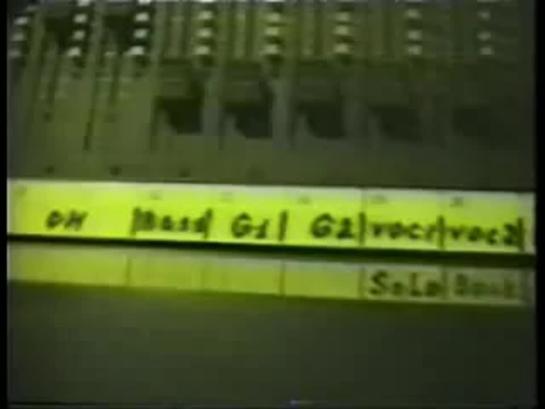 OH |Bass| G1 | G2 |voc1|voc2|
Solo Back